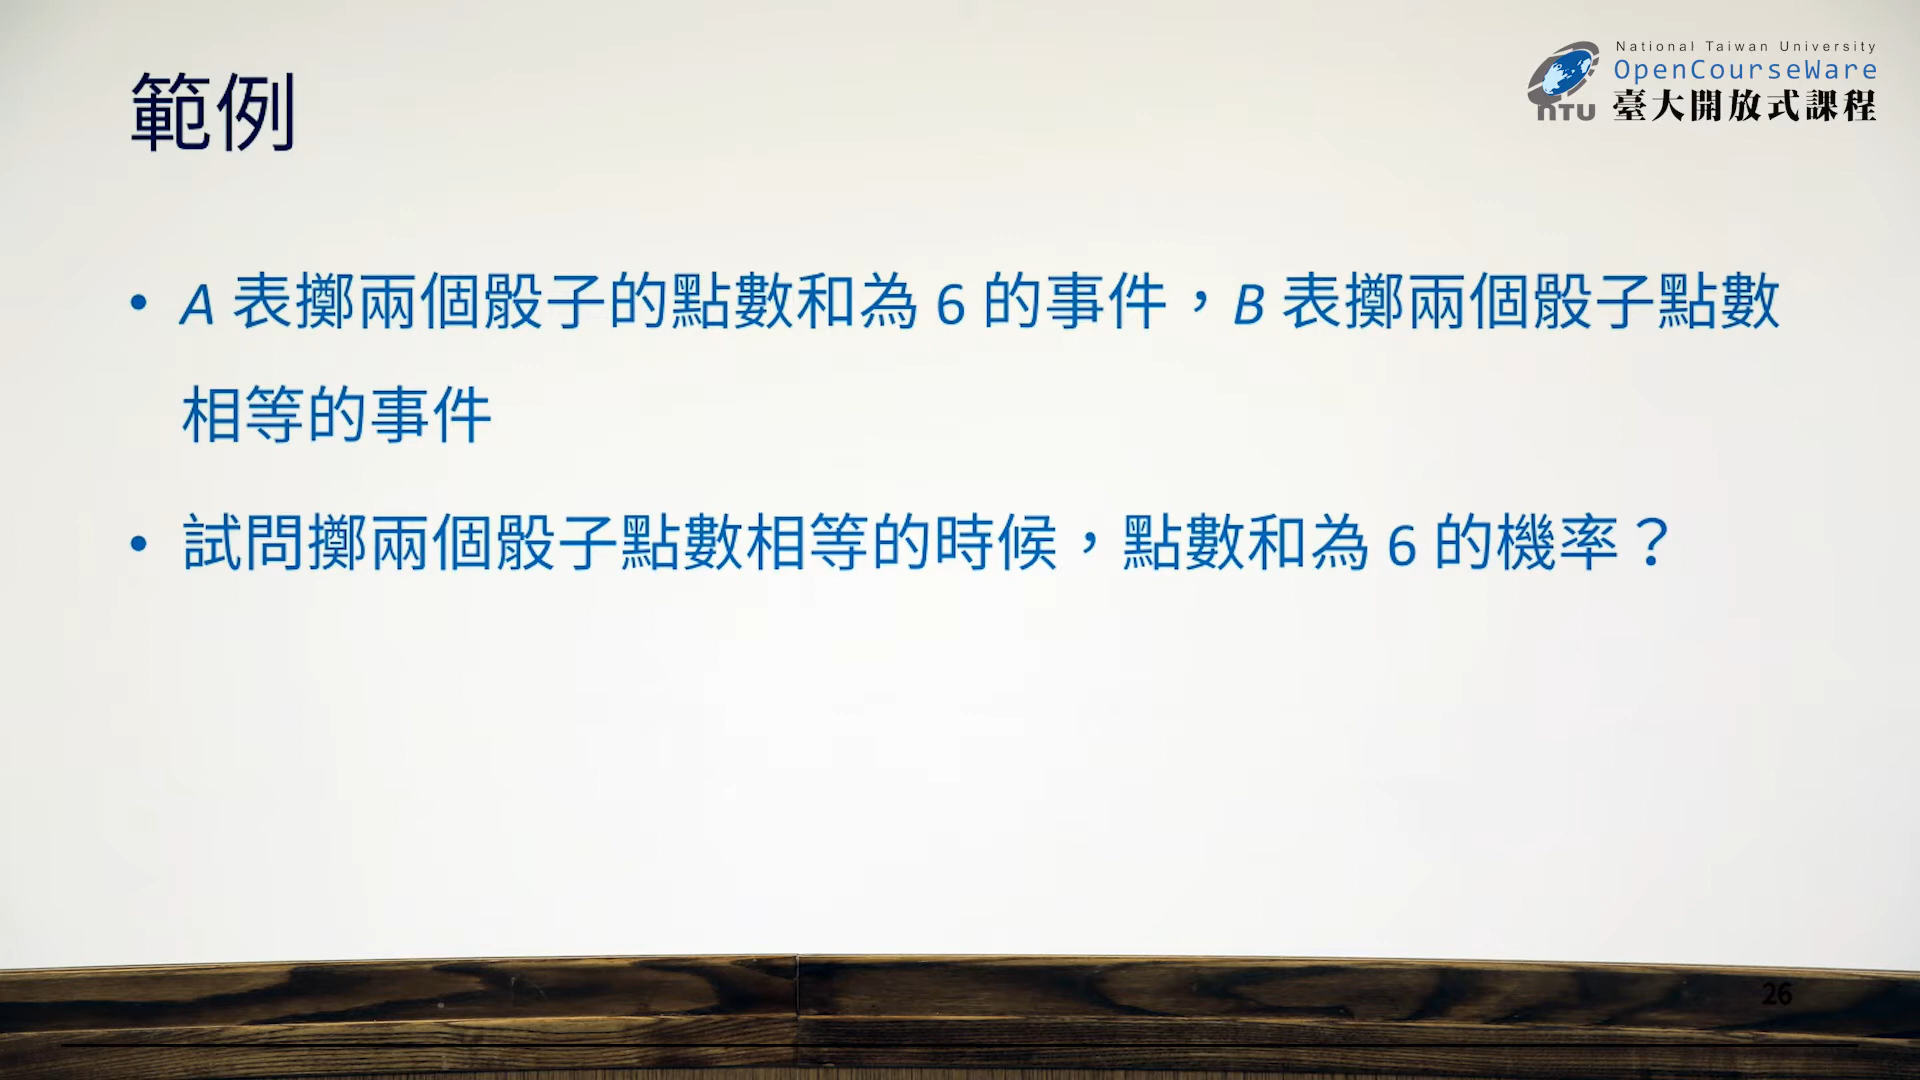 National Taiwan University
OpenCourseWare
臺大開放式課程
nTU
範例
• A 表擲兩個骰子的點數和為 6 的事件，B 表擲兩個骰子點數
相等的事件
• 試問擲兩個骰子點數相等的時候，點數和為 6 的機率？
26